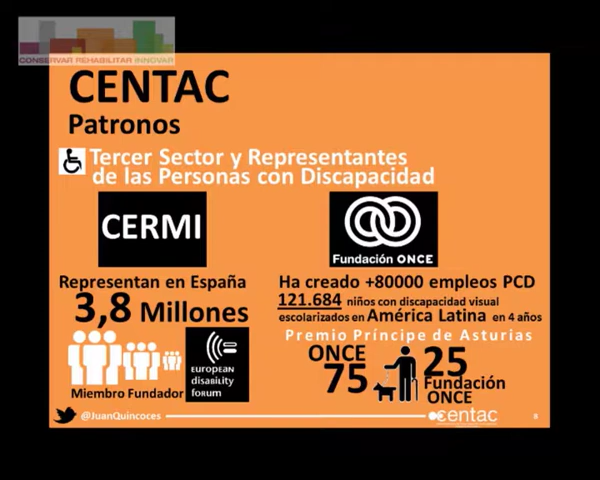 CONSERVAR REHABILITAR INNOVAR
CENTAC
Patronos
Tercer Sector y Representantes
de las Personas con Discapacidad
CERMI
Representan en España
3,8 Millones
Miembro Fundador
EUROPEAN
disability
forum
Fundación ONCE
Ha creado +80000 empleos PCD
121.684 niños con discapacidad visual
escolarizados en América Latina en 4 años
Premio Príncipe de Asturias
ONCE
75
25
Fundación
ONCE
@JuanQuincoces
centac
8